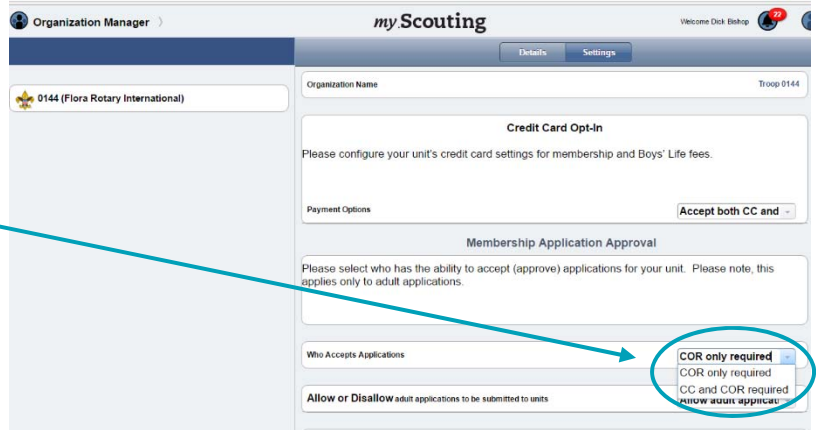 Organization Manager
my.Scouting
Welcome Dick Bishop
22
Details Settings
0144 (Flora Rotary International)
Organization Name Troop 0144
Credit Card Opt-In
Please configure your unit's credit card settings for membership and Boys' Life fees.
Payment Options Accept both CC and
Membership Application Approval
Please select who has the ability to accept (approve) applications for your unit. Please note, this
applies only to adult applications.
Who Accepts Applications COR only required
COR only required
CC and COR required
Allow or Disallow adult applications to be submitted to units Allow adult applicati